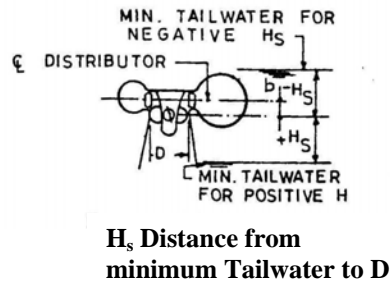 MIN. TAILWATER FOR
NEGATIVE HS
℄ DISTRIBUTOR
b
-HS
+HS
D
MIN. TAILWATER
FOR POSITIVE H
Hs Distance from
minimum Tailwater to D